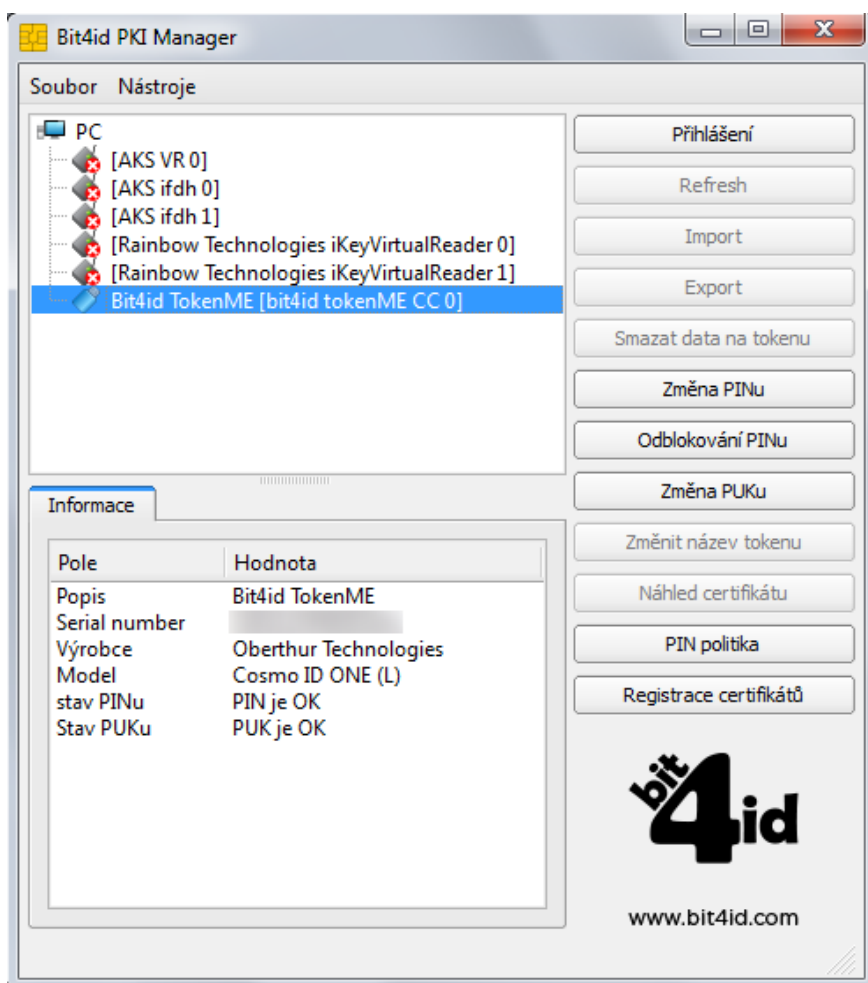 Bit4id PKI Manager
Soubor Nástroje
PC
[AKS VR 0]
[AKS ifdh 0]
[AKS ifdh 1]
[Rainbow Technologies iKeyVirtualReader 0]
[Rainbow Technologies iKeyVirtualReader 1]
Bit4id TokenME [bit4id tokenME CC 0]
Přihlášení
Refresh
Import
Export
Smazat data na tokenu
Změna PINu
Odblokování PINu
Změna PUKu
Změnit název tokenu
Náhled certifikátu
PIN politika
Registrace certifikátů
Informace
Pole Hodnota
Popis Bit4id TokenME
Serial number
Výrobce Oberthur Technologies
Model Cosmo ID ONE (L)
stav PINu PIN je OK
Stav PUKu PUK je OK
bit4id
www.bit4id.com